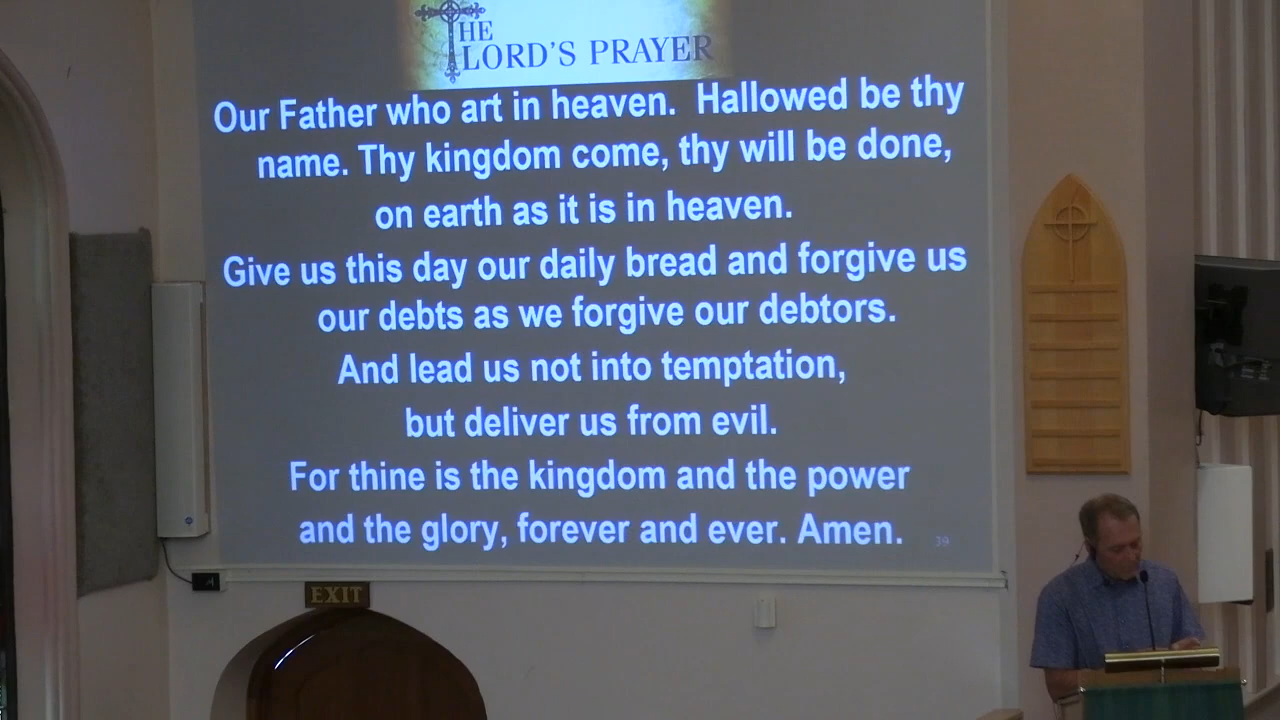 THE
LORD'S PRAYER
Our Father who art in heaven. Hallowed be thy
name. Thy kingdom come, thy will be done,
on earth as it is in heaven.
Give us this day our daily bread and forgive us
our debts as we forgive our debtors.
And lead us not into temptation,
but deliver us from evil.
For thine is the kingdom and the power
and the glory, forever and ever. Amen.
39
EXIT